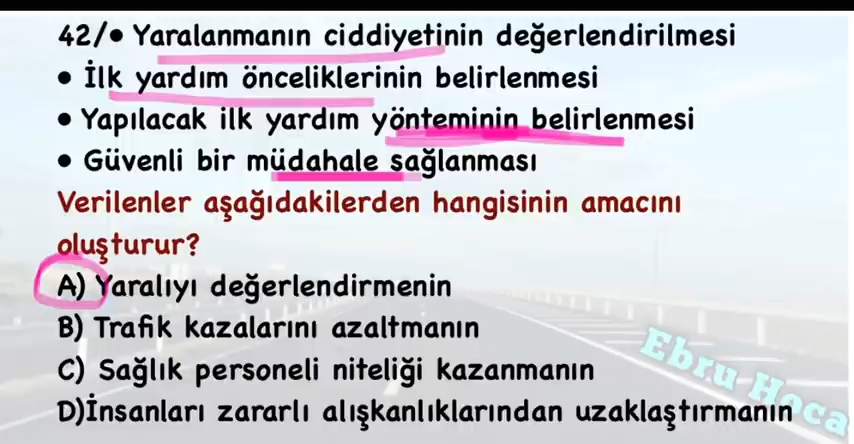 42/• Yaralanmanın ciddiyetinin değerlendirilmesi
• İlk yardım önceliklerinin belirlenmesi
• Yapılacak ilk yardım yönteminin belirlenmesi
• Güvenli bir müdahale sağlanması
Verilenler aşağıdakilerden hangisinin amacını
oluşturur?
A) Yaralıyı değerlendirmenin
B) Trafik kazalarını azaltmanın
C) Sağlık personeli niteliği kazanmanın
D)İnsanları zararlı alışkanlıklarından uzaklaştırmanın
Ebru Hoca